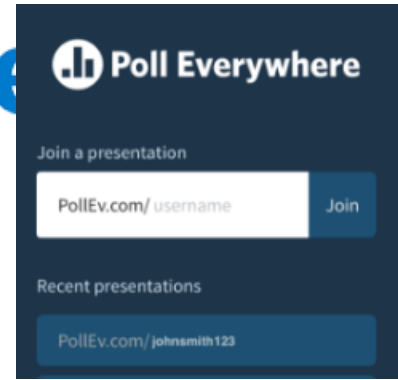 Poll Everywhere
Join a presentation
PollEv.com/ username Join
Recent presentations
PollEv.com/johnsmith123